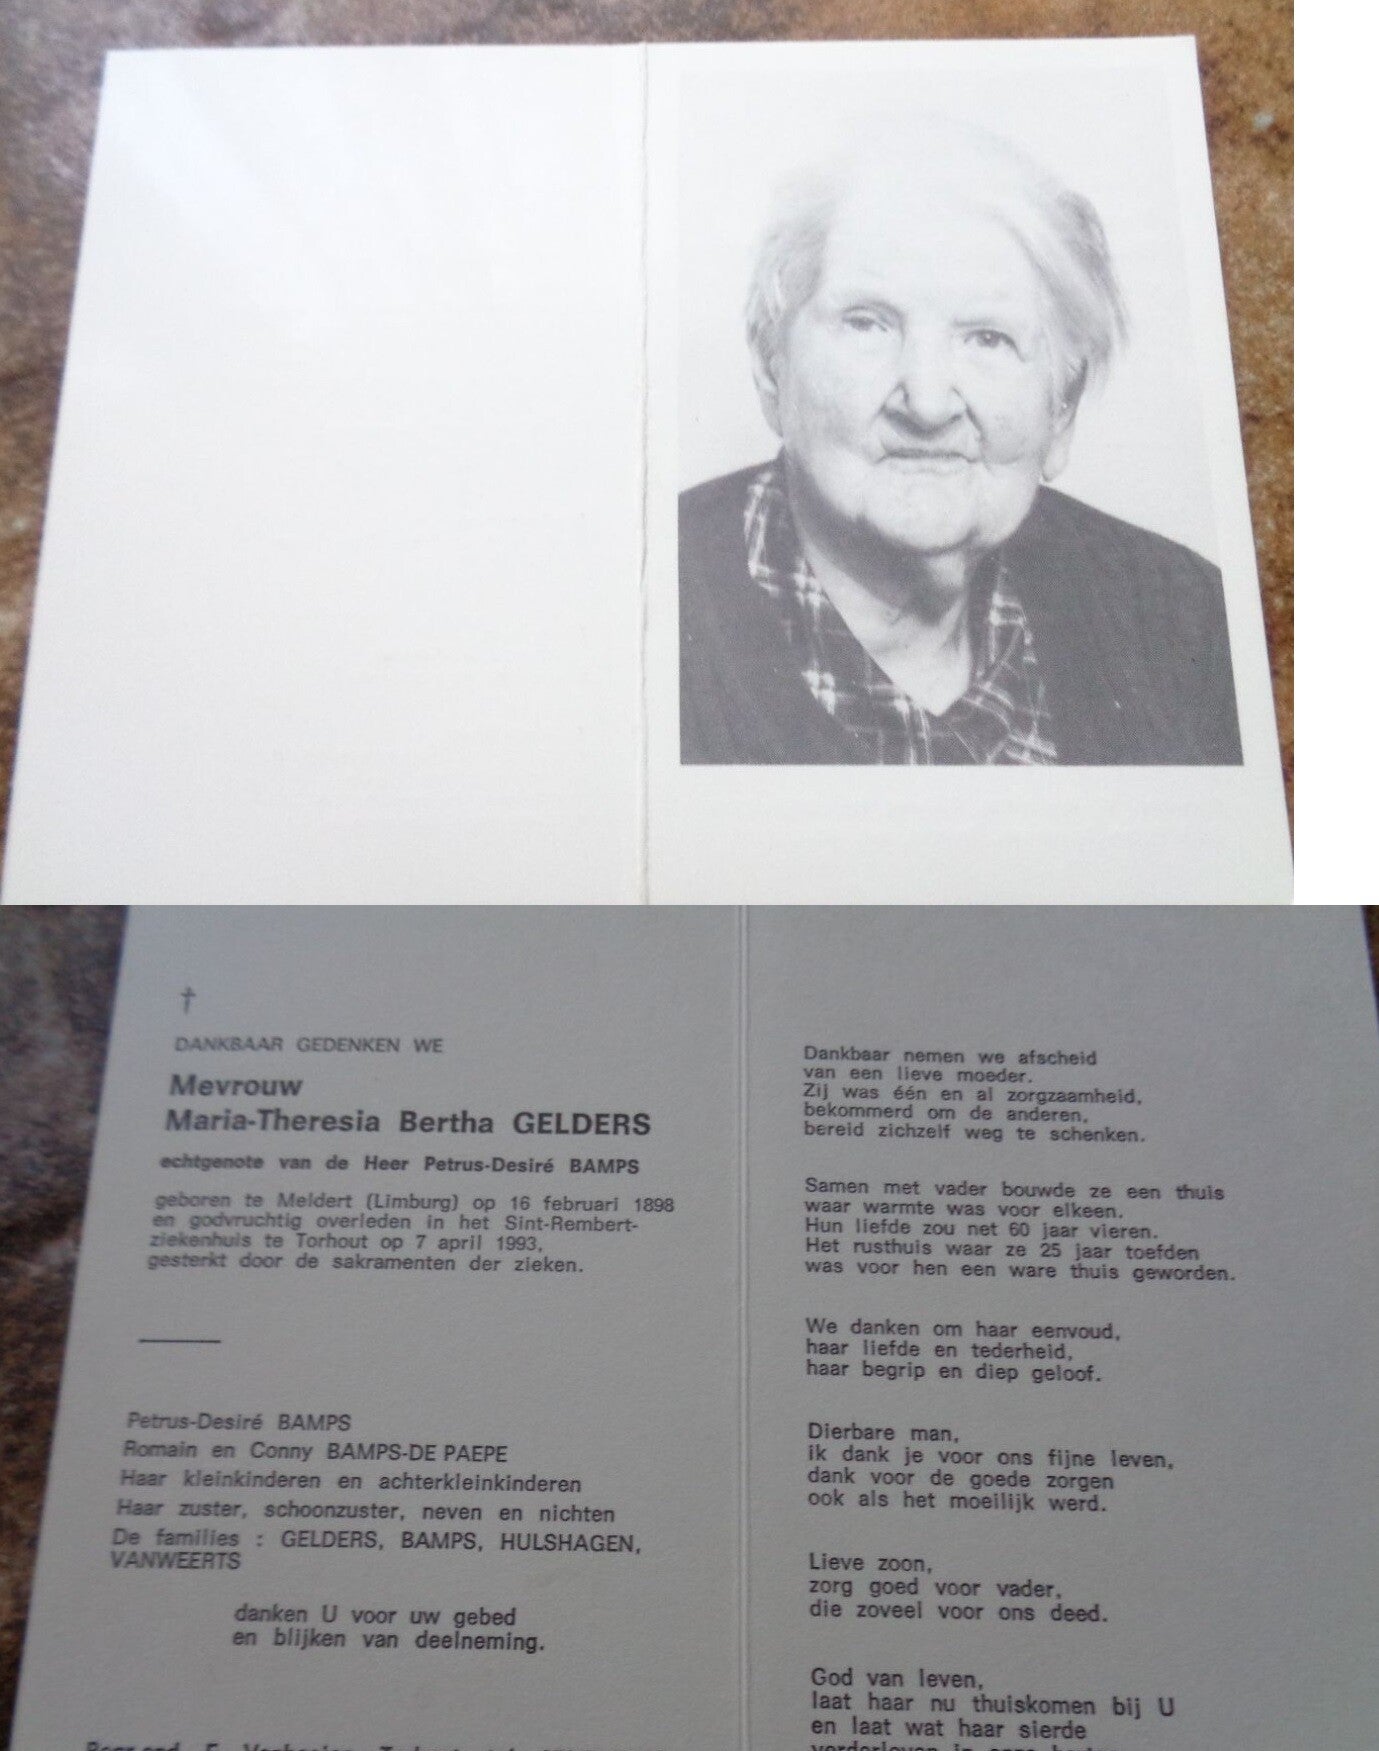 †
DANKBAAR GEDENKEN WE
Mevrouw
Maria-Theresia Bertha GELDERS
echtgenote van de Heer Petrus-Desiré BAMPS
geboren te Meldert (Limburg) op 16 februari 1898
en godvruchtig overleden in het Sint-Rembert-
ziekenhuis te Torhout op 7 april 1993,
gesterkt door de sakramenten der zieken.
Petrus-Desiré BAMPS
Romain en Conny BAMPS-DE PAEPE
Haar kleinkinderen en achterkleinkinderen
Haar zuster, schoonzuster, neven en nichten
De families : GELDERS, BAMPS, HULSHAGEN,
VANWEERTS
danken U voor uw gebed
en blijken van deelneming.
Dankbaar nemen we afscheid
van een lieve moeder.
Zij was één en al zorgzaamheid,
bekommerd om de anderen,
bereid zichzelf weg te schenken.
Samen met vader bouwde ze een thuis
waar warmte was voor elkeen.
Hun liefde zou net 60 jaar vieren.
Het rusthuis waar ze 25 jaar toefden
was voor hen een ware thuis geworden.
We danken om haar eenvoud,
haar liefde en tederheid,
haar begrip en diep geloof.
Dierbare man,
ik dank je voor ons fijne leven,
dank voor de goede zorgen
ook als het moeilijk werd.
Lieve zoon,
zorg goed voor vader,
die zoveel voor ons deed.
God van leven,
laat haar nu thuiskomen bij U
en laat wat haar sierde